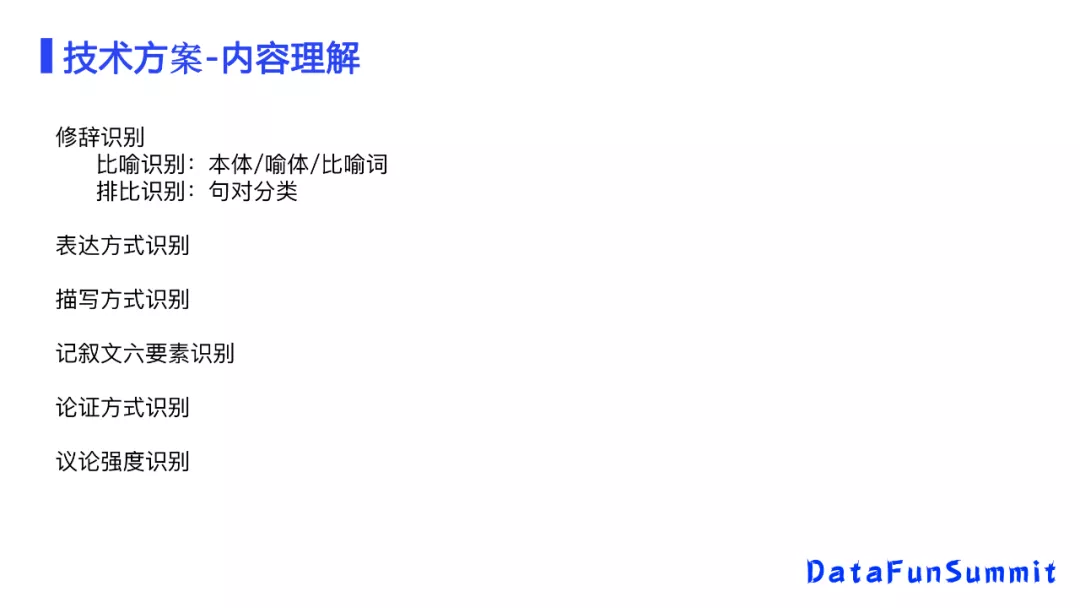 技术方案-内容理解
修辞识别
比喻识别：本体/喻体/比喻词
排比识别：句对分类
表达方式识别
描写方式识别
记叙文六要素识别
论证方式识别
议论强度识别
DataFunSummit